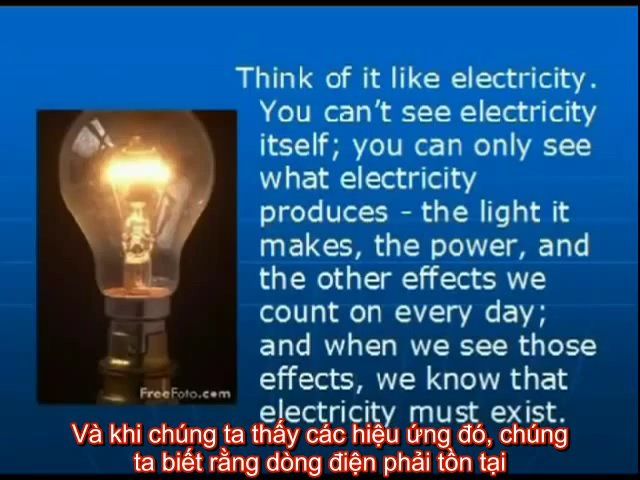 Think of it like electricity.
You can't see electricity
itself; you can only see
what electricity
produces - the light it
makes, the power, and
the other effects we
count on every day;
and when we see those
effects, we know that
electricity must exist.
FreeFoto.com
Và khi chúng ta thấy các hiệu ứng đó, chúng
ta biết rằng dòng điện phải tồn tại